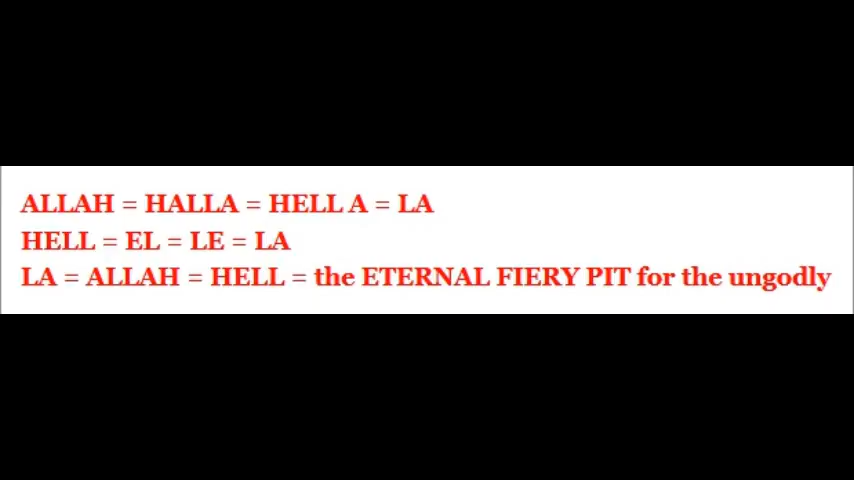 ALLAH = HALLA = HELL A = LA
HELL = EL = LE = LA
LA = ALLAH = HELL = the ETERNAL FIERY PIT for the ungodly